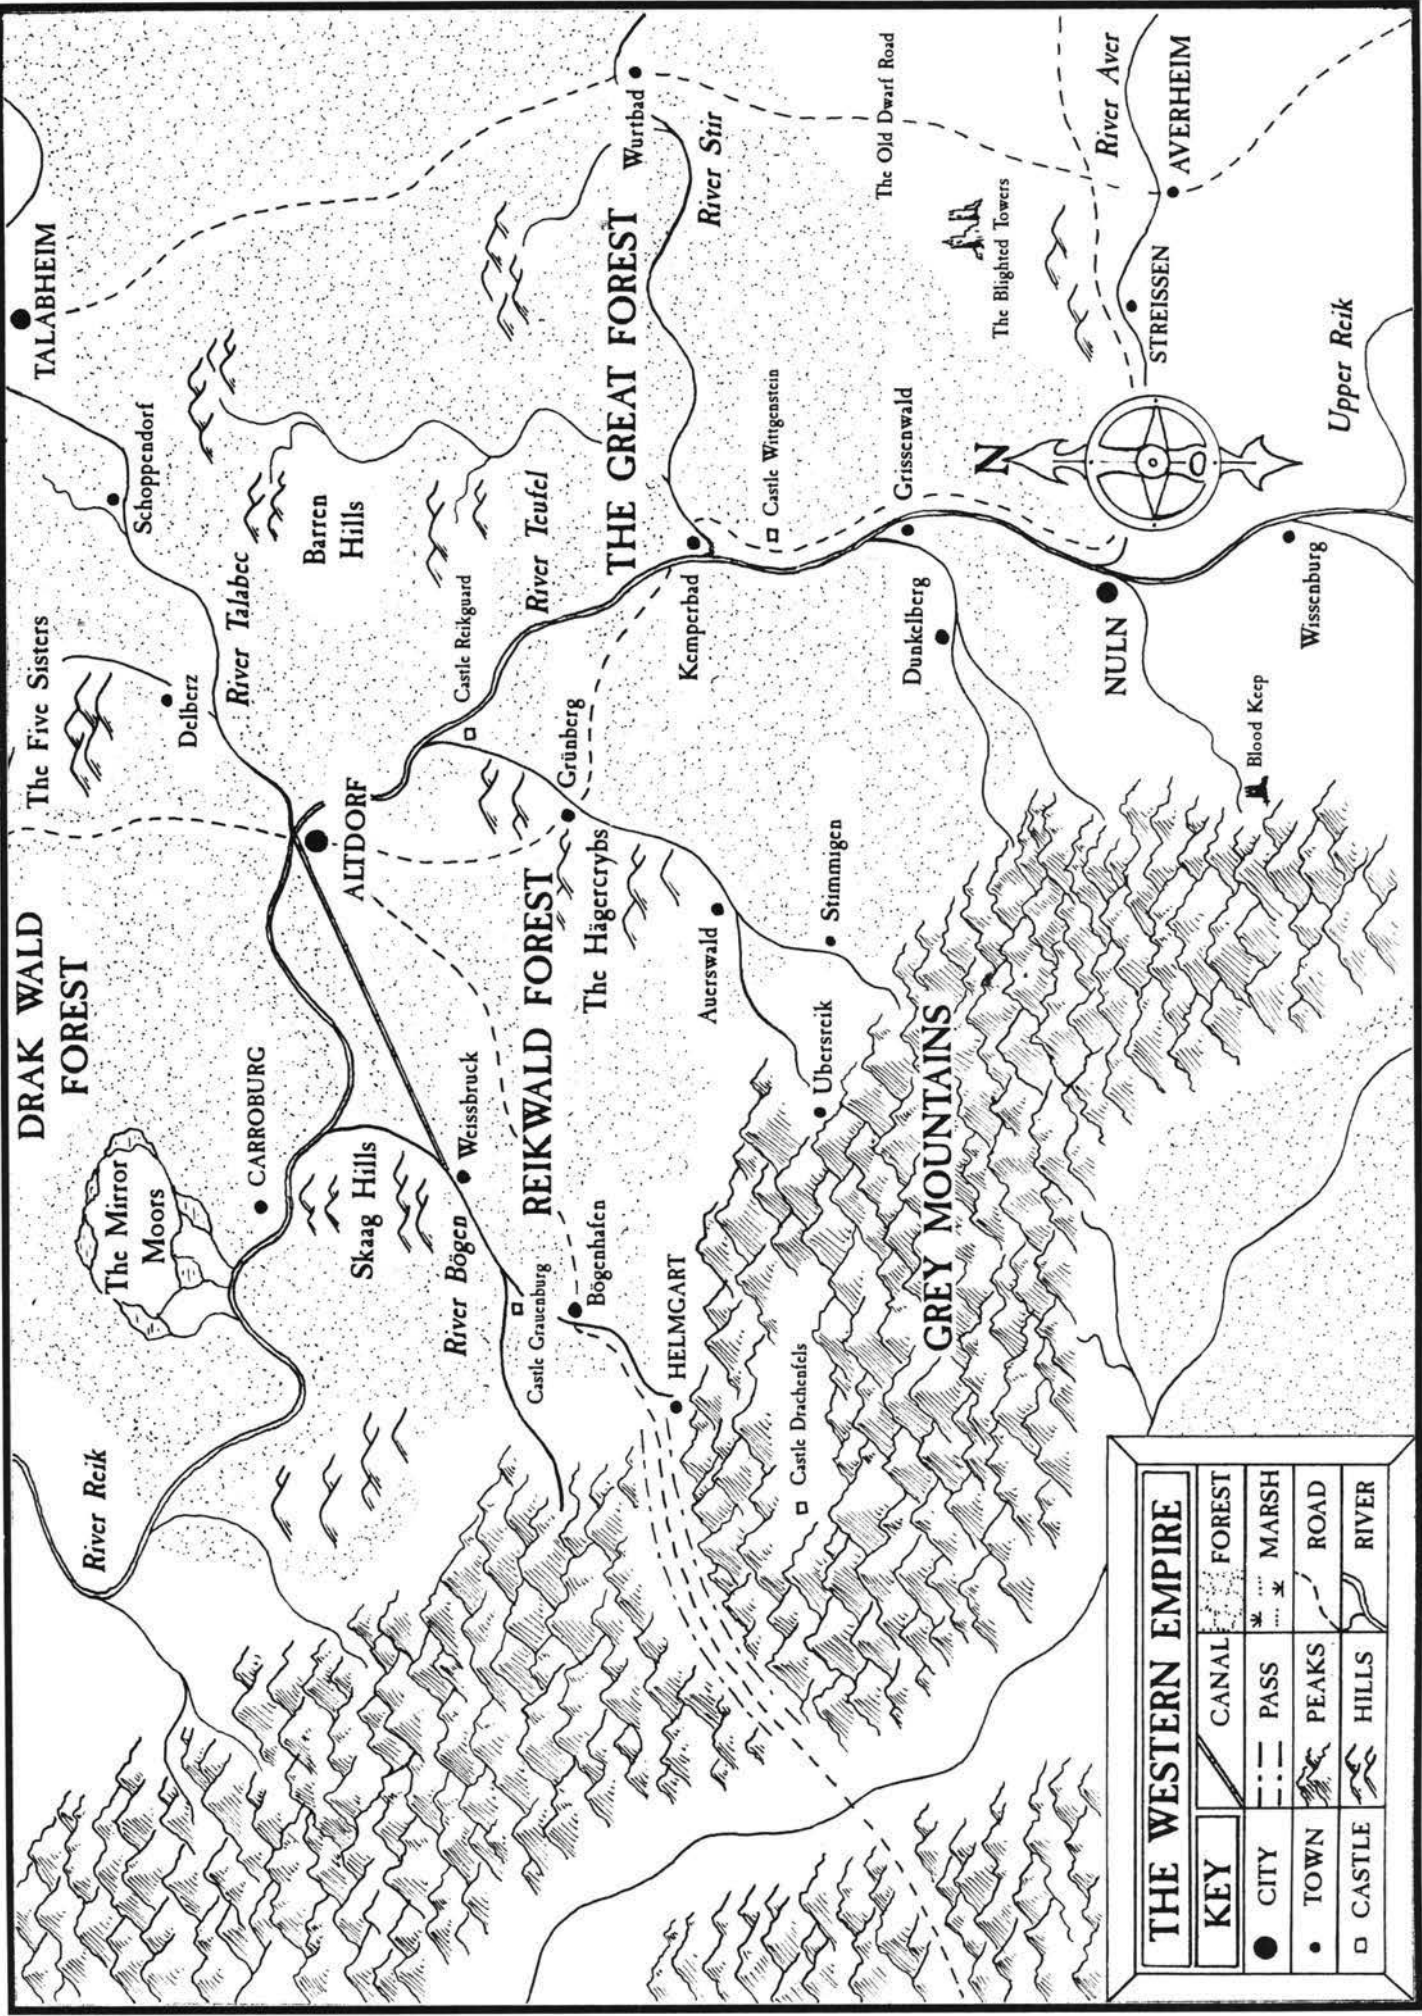 DRAK WALD
FOREST
The Five Sisters
TALABHEIM
River Reik
The Mirror
Moors
CARROBURG
Delberz
Schoppendorf
River Talabec
ALTDORF
Barren
Hills
Skaag Hills
River Bögen
Weissbruck
Castle Reikguard
River Teufel
Castle Grauenburg
Bögenhafen
REIKWALD FOREST
Grünberg
The Hägercrybs
THE GREAT FOREST
Wurtbad
River Stir
HELMGART
Auerswald
Kemperbad
Castle Wittgenstein
Castle Drachenfels
Ubersreik
Stimmigen
The Old Dwarf Road
Dunkelberg
Grissenwald
GREY MOUNTAINS
The Blighted Towers
N
River Aver
NULN
STREISSEN
AVERHEIM
Blood Keep
Wissenburg
Upper Reik
THE WESTERN EMPIRE
KEY
CANAL
FOREST
CITY
PASS
MARSH
TOWN
PEAKS
ROAD
CASTLE
HILLS
RIVER